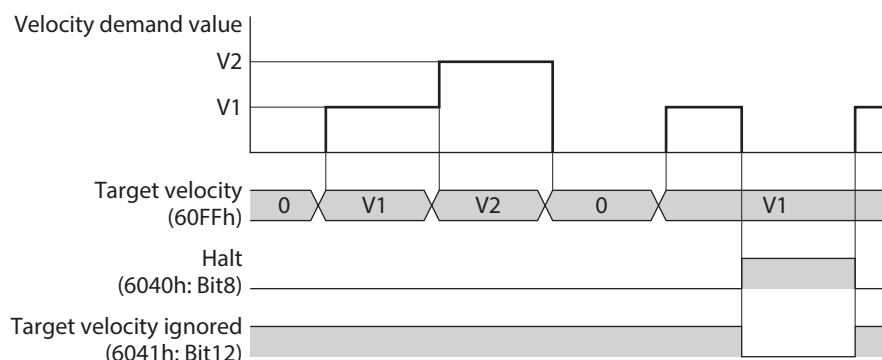 Velocity demand value
V2
V1
Target velocity
(60FFh)
0 V1 V2 0 V1
Halt
(6040h: Bit8)
Target velocity ignored
(6041h: Bit12)